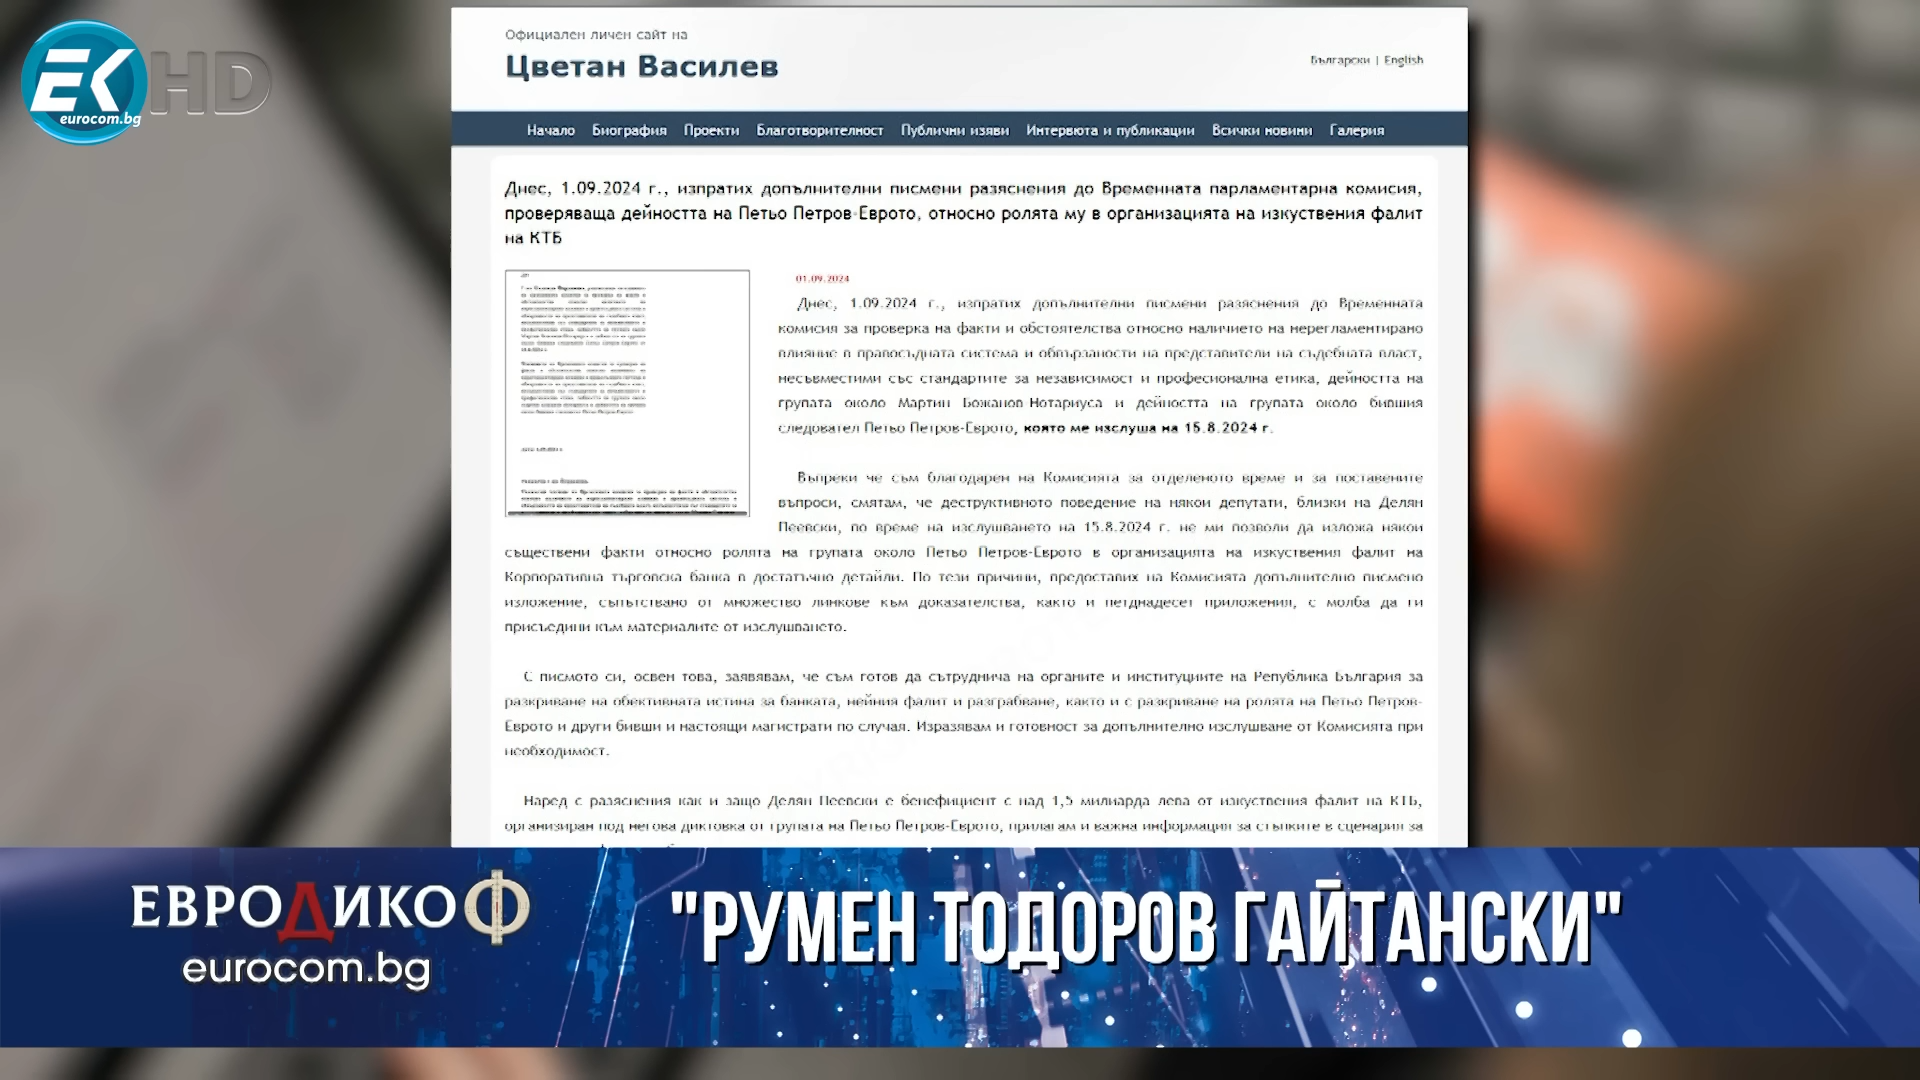 EK HD
eurocom.bg
Официален личен сайт на
Цветан Василев
Български | English
Начало Биография Проекти Благотворителност Публични изяви Интервюта и публикации Всички новини Галерия
Днес, 1.09.2024 г., изпратих допълнителни писмени разяснения до Временната парламентарна комисия,
проверяваща дейността на Петьо Петров-Еврото, относно ролята му в организацията на изкуствения фалит
на КТБ
01.09.2024
Днес, 1.09.2024 г., изпратих допълнителни писмени разяснения до Временната
комисия за проверка на факти и обстоятелства относно наличието на нерегламентирано
влияние в правосъдната система и обвързаности на представители на съдебната власт,
несъвместими със стандартите за независимост и професионална етика, дейността на
групата около Мартин Божанов-Нотариуса и дейността на групата около бившия
следовател Петьо Петров-Еврото, която ме изслуша на 15.8.2024 г.
Въпреки че съм благодарен на Комисията за отделеното време и за поставените
въпроси, смятам, че деструктивното поведение на някои депутати, близки на Делян
Пеевски, по време на изслушването на 15.8.2024 г. не ми позволи да изложа някои
съществени факти относно ролята на групата около Петьо Петров-Еврото в организацията на изкуствения фалит на
Корпоративна търговска банка в достатъчно детайли. По тези причини, предоставих на Комисията допълнително писмено
изложение, съпътствано от множество линкове към доказателства, както и петнадесет приложения, с молба да ги
присъедини към материалите от изслушването.
С писмото си, освен това, заявявам, че съм готов да сътруднича на органите и институциите на Република България за
разкриване на обективната истина за банката, нейния фалит и разграбване, както и с разкриване на ролята на Петьо Петров-
Еврото и други бивши и настоящи магистрати по случая. Изразявам и готовност за допълнително изслушване от Комисията при
необходимост.
Наред с разяснения как и защо Делян Пеевски е бенефициент с над 1,5 милиарда лева от изкуствения фалит на КТБ,
организиран под негова диктовка от групата на Петьо Петров-Еврото, прилагам и важна информация за стъпките в сценария за
ЕВРОДИКОФ
eurocom.bg
"РУМЕН ТОДОРОВ ГАЙТАНСКИ"